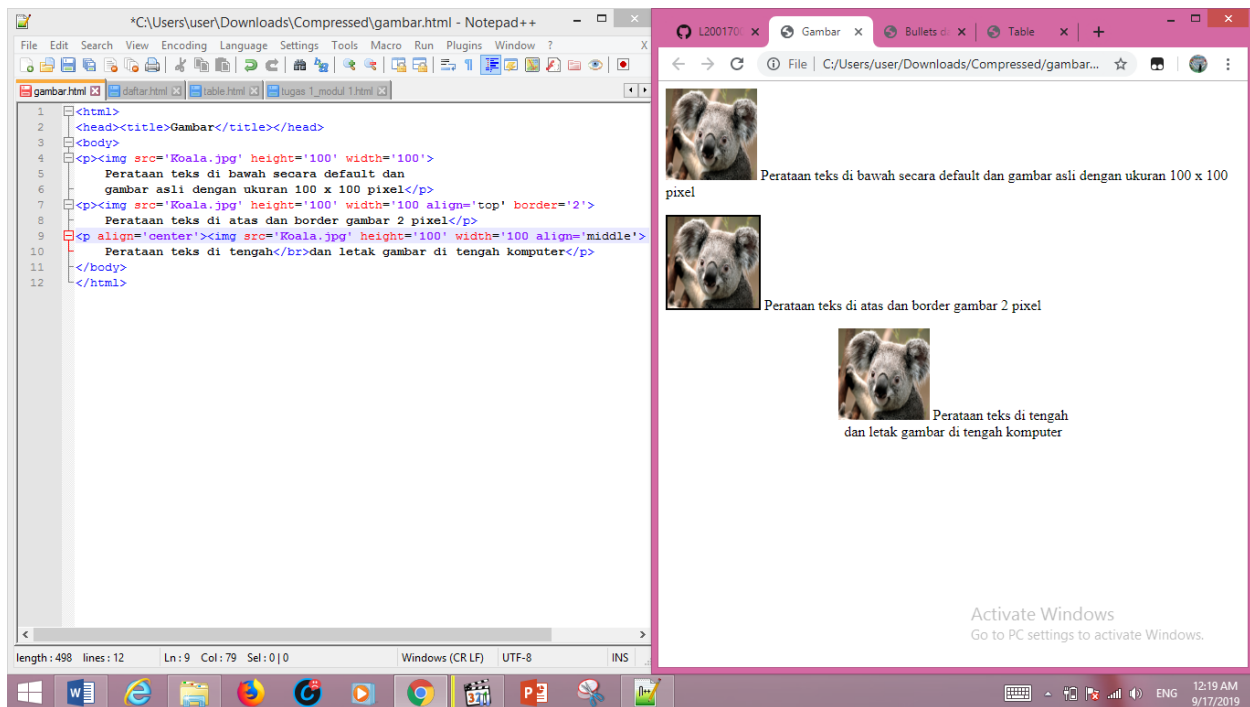 *C:\Users\user\Downloads\Compressed\gambar.html - Notepad++
File Edit Search View Encoding Language Settings Tools Macro Run Plugins Window ? X
gambar.html daftar.html table.html tugas 1_modul 1.html
1 <html>
2 <head><title>Gambar</title></head>
3 <body>
4 <p><img src='Koala.jpg' height='100' width='100'>
5 Perataan teks di bawah secara default dan
6 gambar asli dengan ukuran 100 x 100 pixel</p>
7 <p><img src='Koala.jpg' height='100' width='100 align='top' border='2'>
8 Perataan teks di atas dan border gambar 2 pixel</p>
9 <p align='center'><img src='Koala.jpg' height='100' width='100 align='middle'>
10 Perataan teks di tengah</br>dan letak gambar di tengah komputer</p>
11 </body>
12 </html>
length : 498 lines : 12 Ln : 9 Col : 79 Sel : 0 | 0 Windows (CR LF) UTF-8 INS
L200170 Gambar Bullets d Table
File C:/Users/user/Downloads/Compressed/gambar...
Perataan teks di bawah secara default dan gambar asli dengan ukuran 100 x 100
pixel
Perataan teks di atas dan border gambar 2 pixel
Perataan teks di tengah
dan letak gambar di tengah komputer
Activate Windows
Go to PC settings to activate Windows.
ENG
12:19 AM
9/17/2019